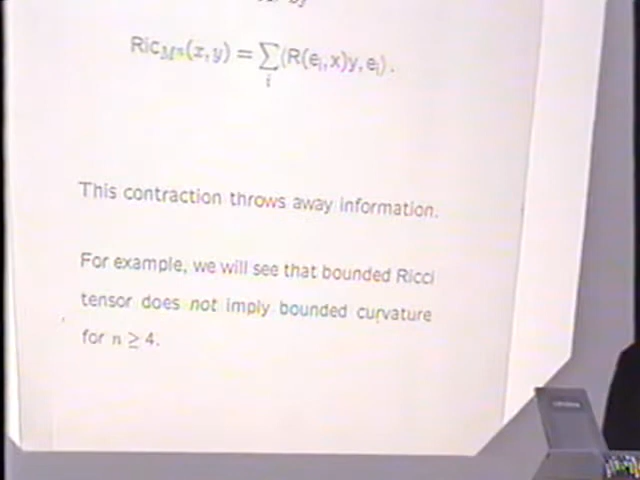 by
Ric_{M^n}(x, y) = ∑_i ⟨R(e_i, x)y, e_i⟩.
This contraction throws away information.
For example, we will see that bounded Ricci
tensor does not imply bounded curvature
for n ≥ 4.